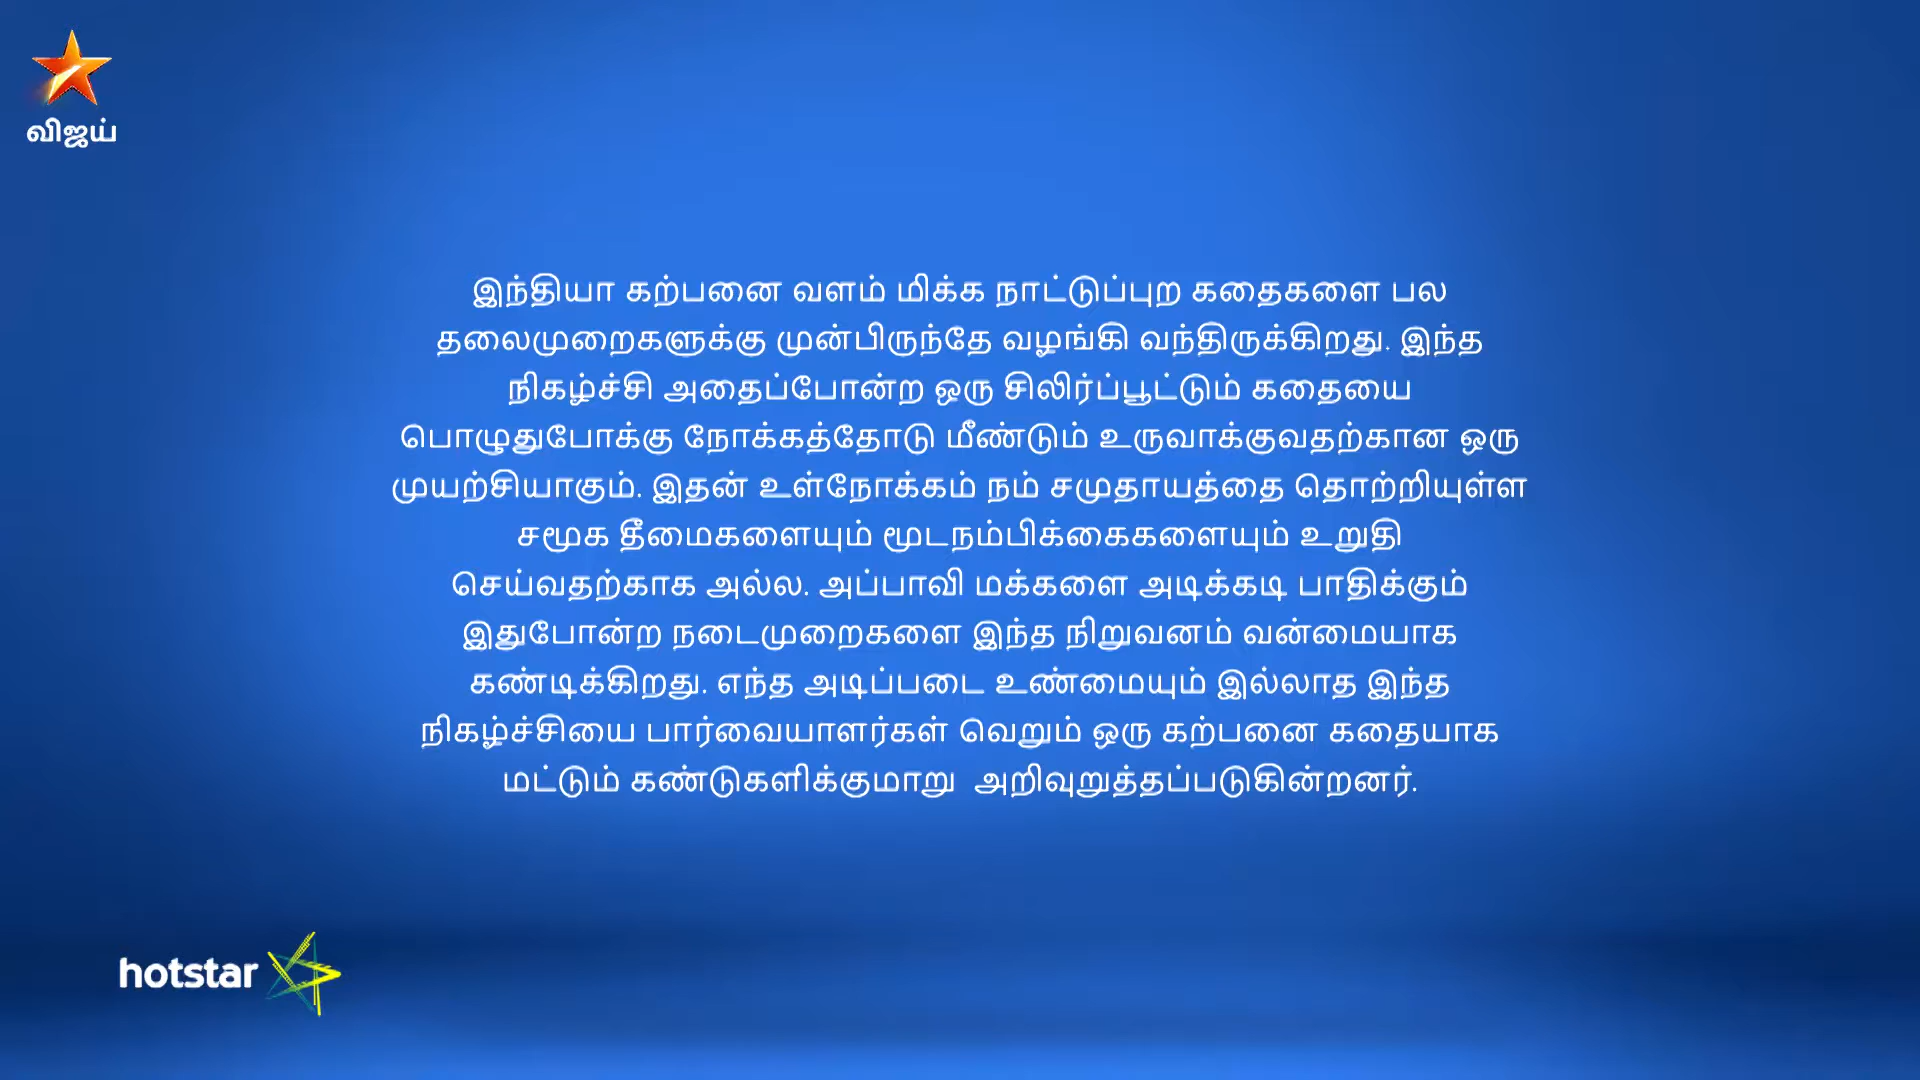 விஜய்
இந்தியா கற்பனை வளம் மிக்க நாட்டுப்புற கதைகளை பல
தலைமுறைகளுக்கு முன்பிருந்தே வழங்கி வந்திருக்கிறது. இந்த
நிகழ்ச்சி அதைப்போன்ற ஒரு சிலிர்ப்பூட்டும் கதையை
பொழுதுபோக்கு நோக்கத்தோடு மீண்டும் உருவாக்குவதற்கான ஒரு
முயற்சியாகும். இதன் உள்நோக்கம் நம் சமுதாயத்தை தொற்றியுள்ள
சமூக தீமைகளையும் மூடநம்பிக்கைகளையும் உறுதி
செய்வதற்காக அல்ல. அப்பாவி மக்களை அடிக்கடி பாதிக்கும்
இதுபோன்ற நடைமுறைகளை இந்த நிறுவனம் வன்மையாக
கண்டிக்கிறது. எந்த அடிப்படை உண்மையும் இல்லாத இந்த
நிகழ்ச்சியை பார்வையாளர்கள் வெறும் ஒரு கற்பனை கதையாக
மட்டும் கண்டுகளிக்குமாறு அறிவுறுத்தப்படுகின்றனர்.
hotstar